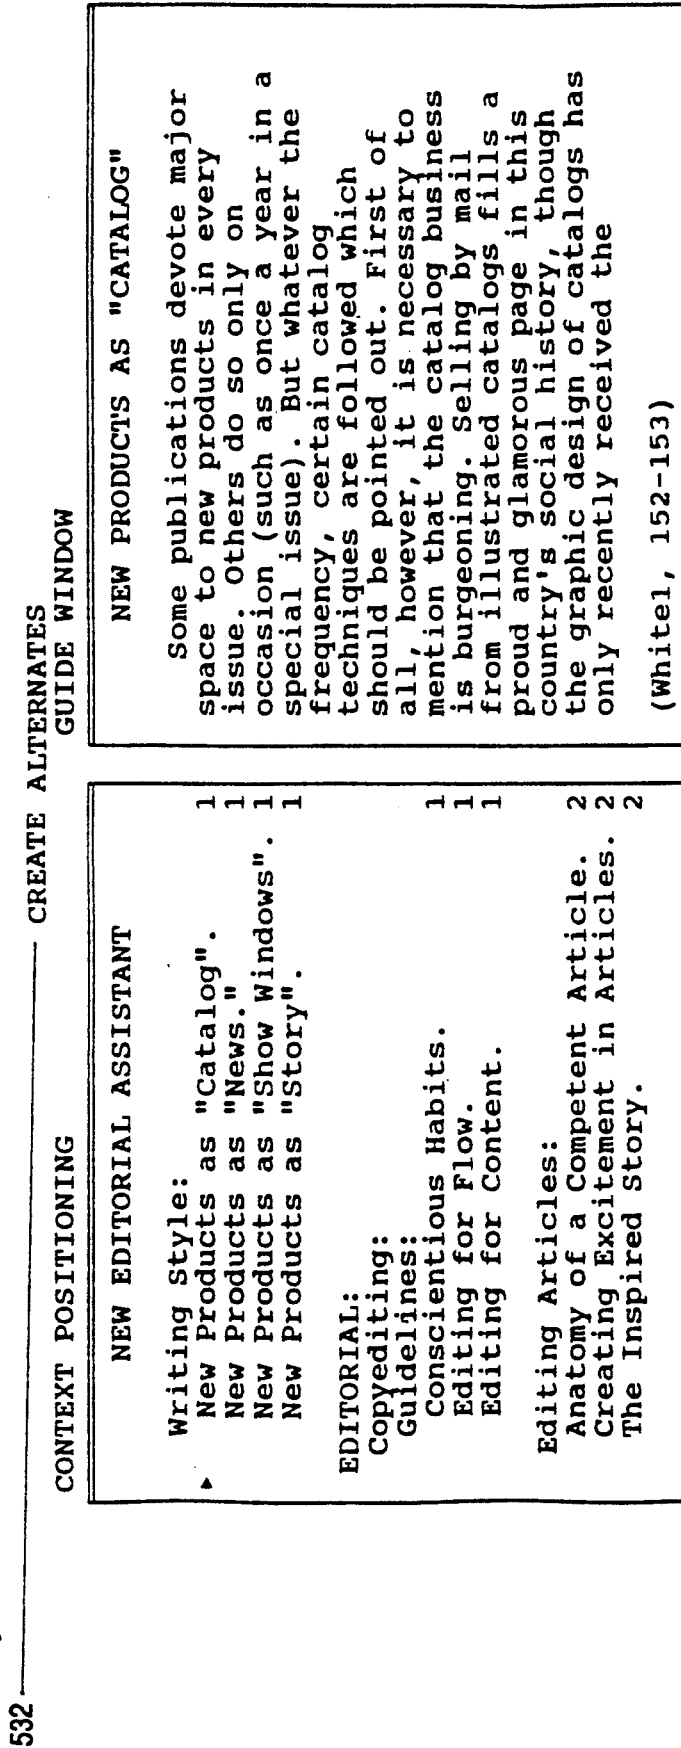 532
CREATE ALTERNATES
CONTEXT POSITIONING
NEW EDITORIAL ASSISTANT
Writing Style:
▸ New Products as "Catalog". 1
New Products as "News." 1
New Products as "Show Windows". 1
New Products as "Story". 1
EDITORIAL:
Copyediting:
Guidelines:
Conscientious Habits. 1
Editing for Flow. 1
Editing for Content. 1
Editing Articles:
Anatomy of a Competent Article. 2
Creating Excitement in Articles. 2
The Inspired Story. 2
GUIDE WINDOW
NEW PRODUCTS AS "CATALOG"
Some publications devote major
space to new products in every
issue. Others do so only on
occasion (such as once a year in a
special issue). But whatever the
frequency, certain catalog
techniques are followed which
should be pointed out. First of
all, however, it is necessary to
mention that the catalog business
is burgeoning. Selling by mail
from illustrated catalogs fills a
proud and glamorous page in this
country's social history, though
the graphic design of catalogs has
only recently received the
(Whitel, 152-153)